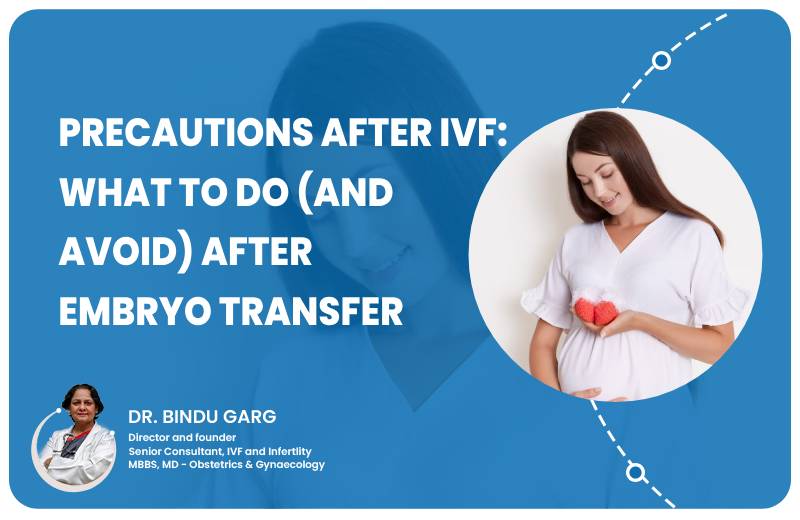 PRECAUTIONS AFTER IVF:
WHAT TO DO (AND
AVOID) AFTER
EMBRYO TRANSFER
DR. BINDU GARG
Director and founder
Senior Consultant, IVF and Infertlity
MBBS, MD - Obstetrics & Gynaecology